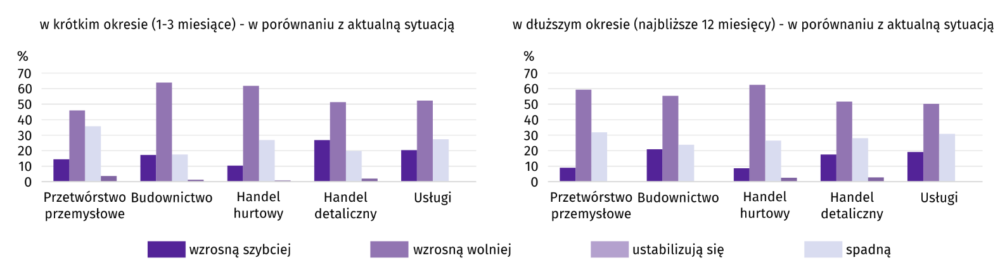 w krótkim okresie (1-3 miesiące) - w porównaniu z aktualną sytuacją
%
70
60
50
40
30
20
10
0
Przetwórstwo przemysłowe
Budownictwo
Handel hurtowy
Handel detaliczny
Usługi
w dłuższym okresie (najbliższe 12 miesięcy) - w porównaniu z aktualną sytuacją
%
70
60
50
40
30
20
10
0
Przetwórstwo przemysłowe
Budownictwo
Handel hurtowy
Handel detaliczny
Usługi
wzrosną szybciej
wzrosną wolniej
ustabilizują się
spadną